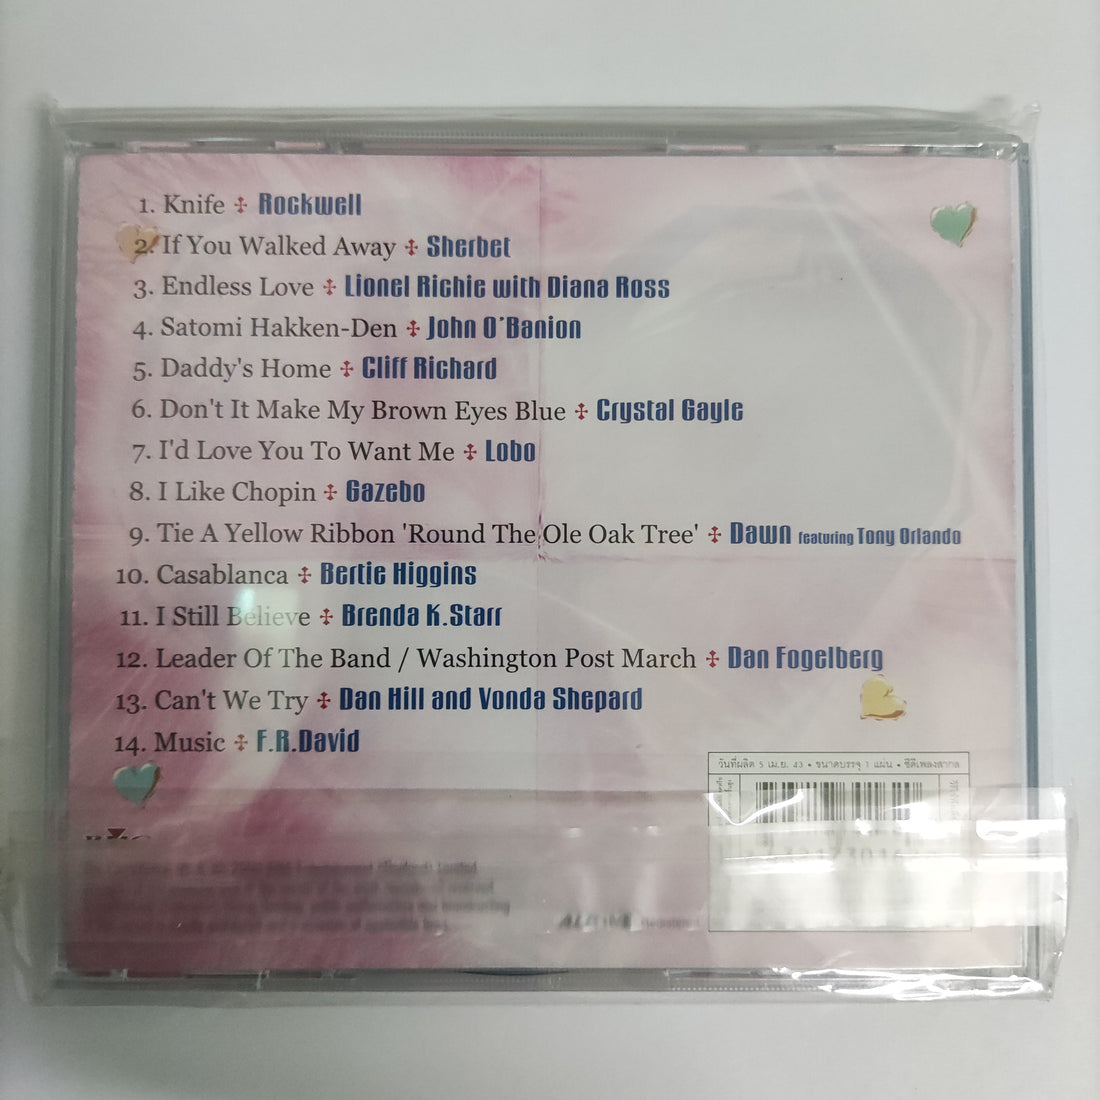 1. Knife ✣ Rockwell
2. If You Walked Away ✣ Sherbet
3. Endless Love ✣ Lionel Richie with Diana Ross
4. Satomi Hakken-Den ✣ John O'Banion
5. Daddy's Home ✣ Cliff Richard
6. Don't It Make My Brown Eyes Blue ✣ Crystal Gayle
7. I'd Love You To Want Me ✣ Lobo
8. I Like Chopin ✣ Gazebo
9. Tie A Yellow Ribbon 'Round The Ole Oak Tree' ✣ Dawn featuring Tony Orlando
10. Casablanca ✣ Bertie Higgins
11. I Still Believe ✣ Brenda K.Starr
12. Leader Of The Band / Washington Post March ✣ Dan Fogelberg
13. Can't We Try ✣ Dan Hill and Vonda Shepard
14. Music ✣ F.R.David
วันที่ผลิต 5 เม.ย. 43 • ขนาดบรรจุ 1 แผ่น • ซีดีเพลงสากล